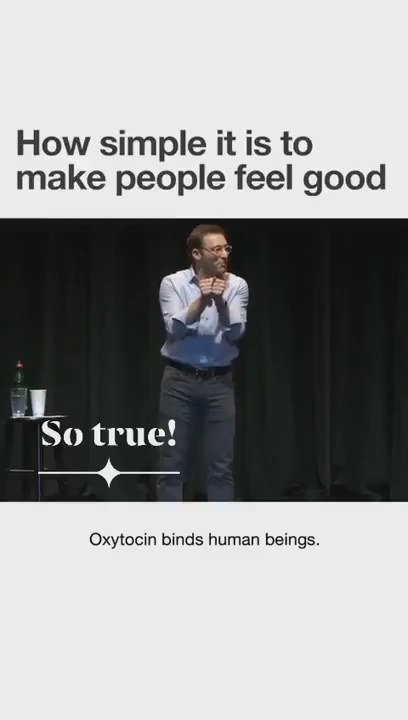 How simple it is to
make people feel good
So true!
Oxytocin binds human beings.